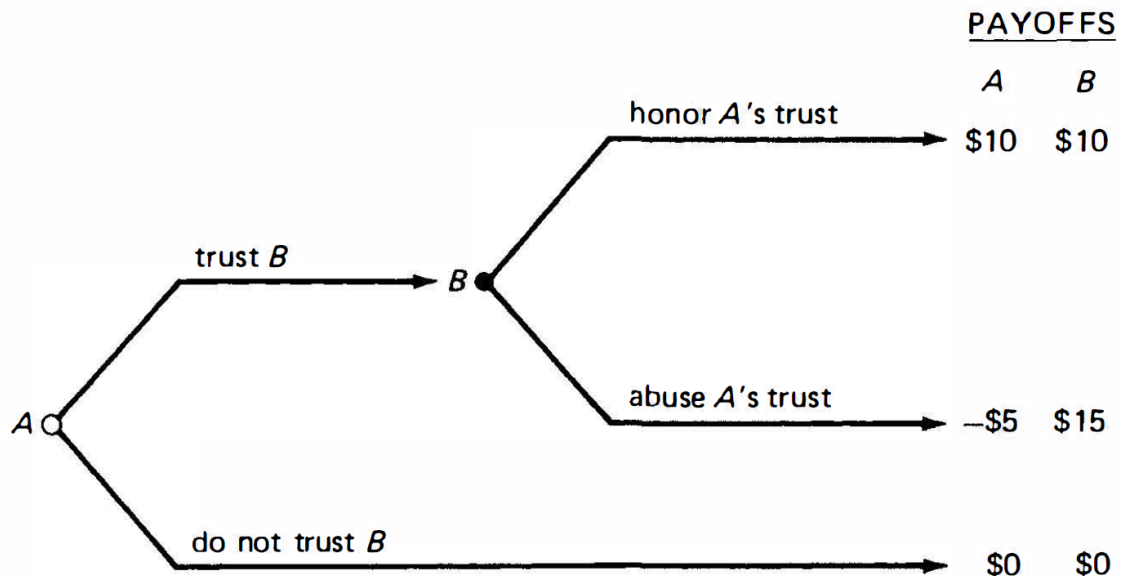 PAYOFFS
A B
honor A's trust
$10 $10
trust B
B
abuse A's trust
A
–$5 $15
do not trust B
$0 $0